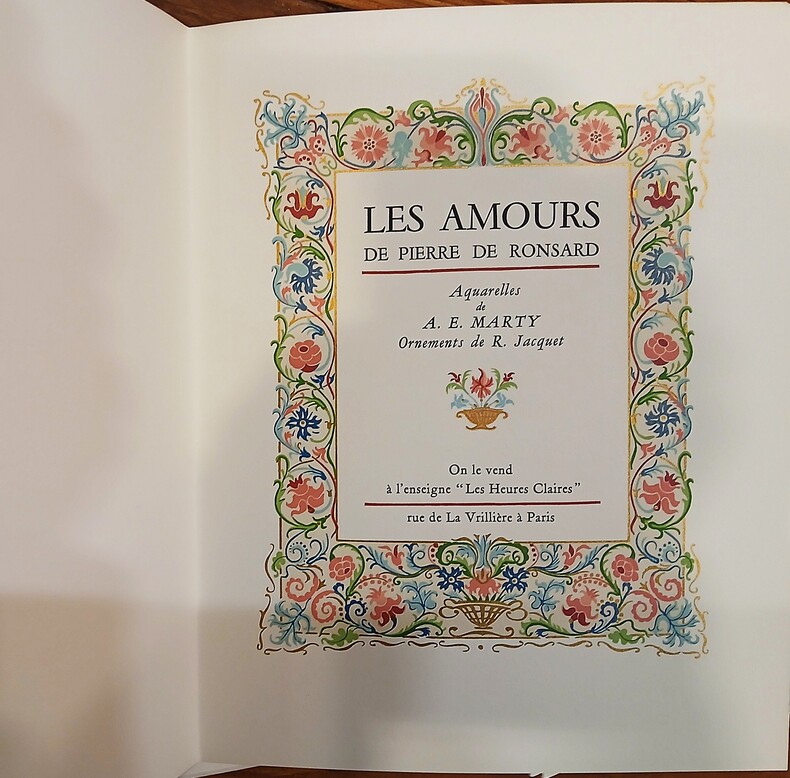 LES AMOURS
DE PIERRE DE RONSARD
Aquarelles
de
A. E. MARTY
Ornements de R. Jacquet
On le vend
à l'enseigne “Les Heures Claires”
rue de La Vrillière à Paris